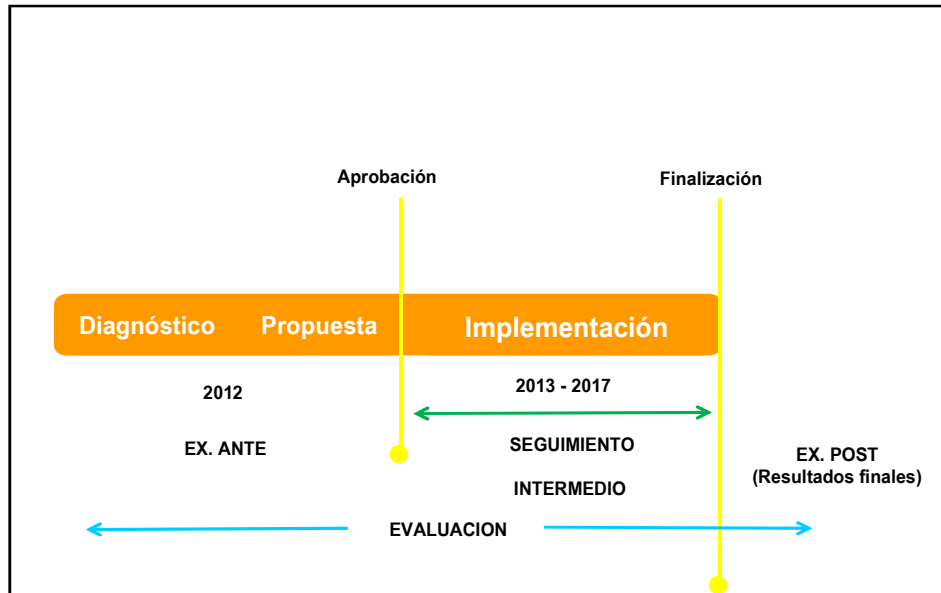 Aprobación
Finalización
Diagnóstico
Propuesta
Implementación
2012
2013 - 2017
EX. ANTE
SEGUIMIENTO
EX. POST
(Resultados finales)
INTERMEDIO
EVALUACION